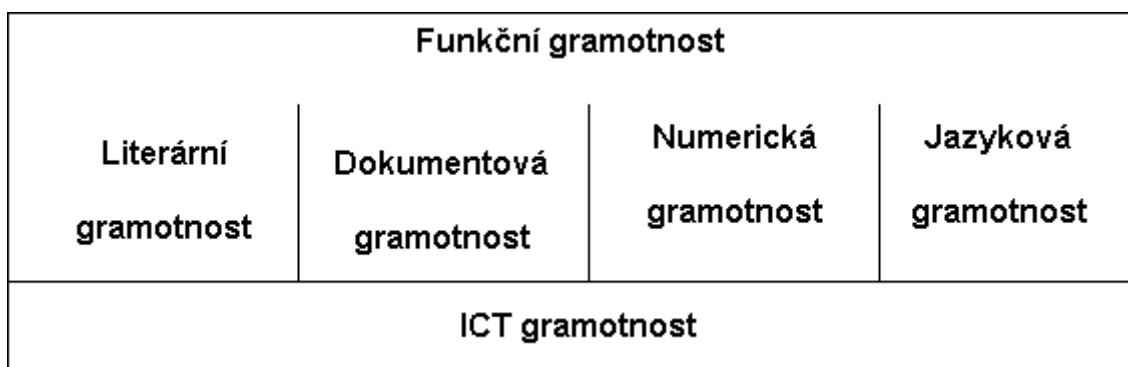 Funkční gramotnost
Literární
gramotnost
Dokumentová
gramotnost
Numerická
gramotnost
Jazyková
gramotnost
ICT gramotnost